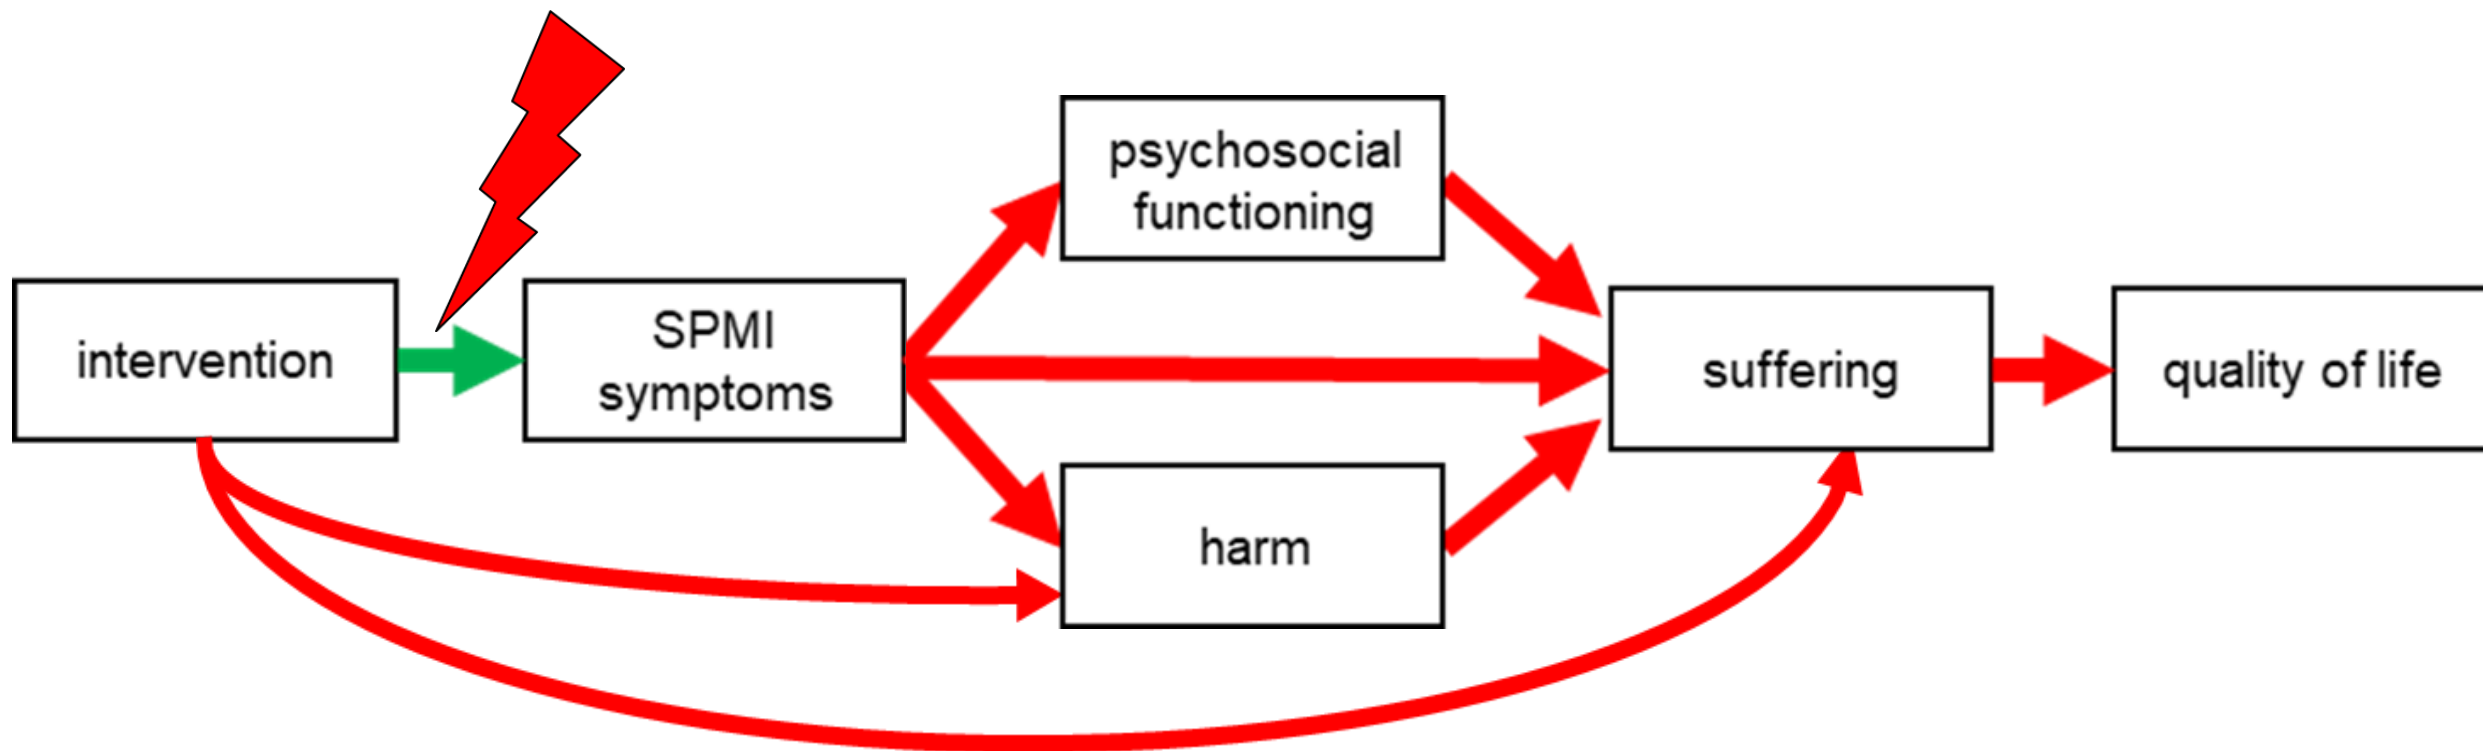 intervention
SPMI
symptoms
psychosocial
functioning
harm
suffering
quality of life